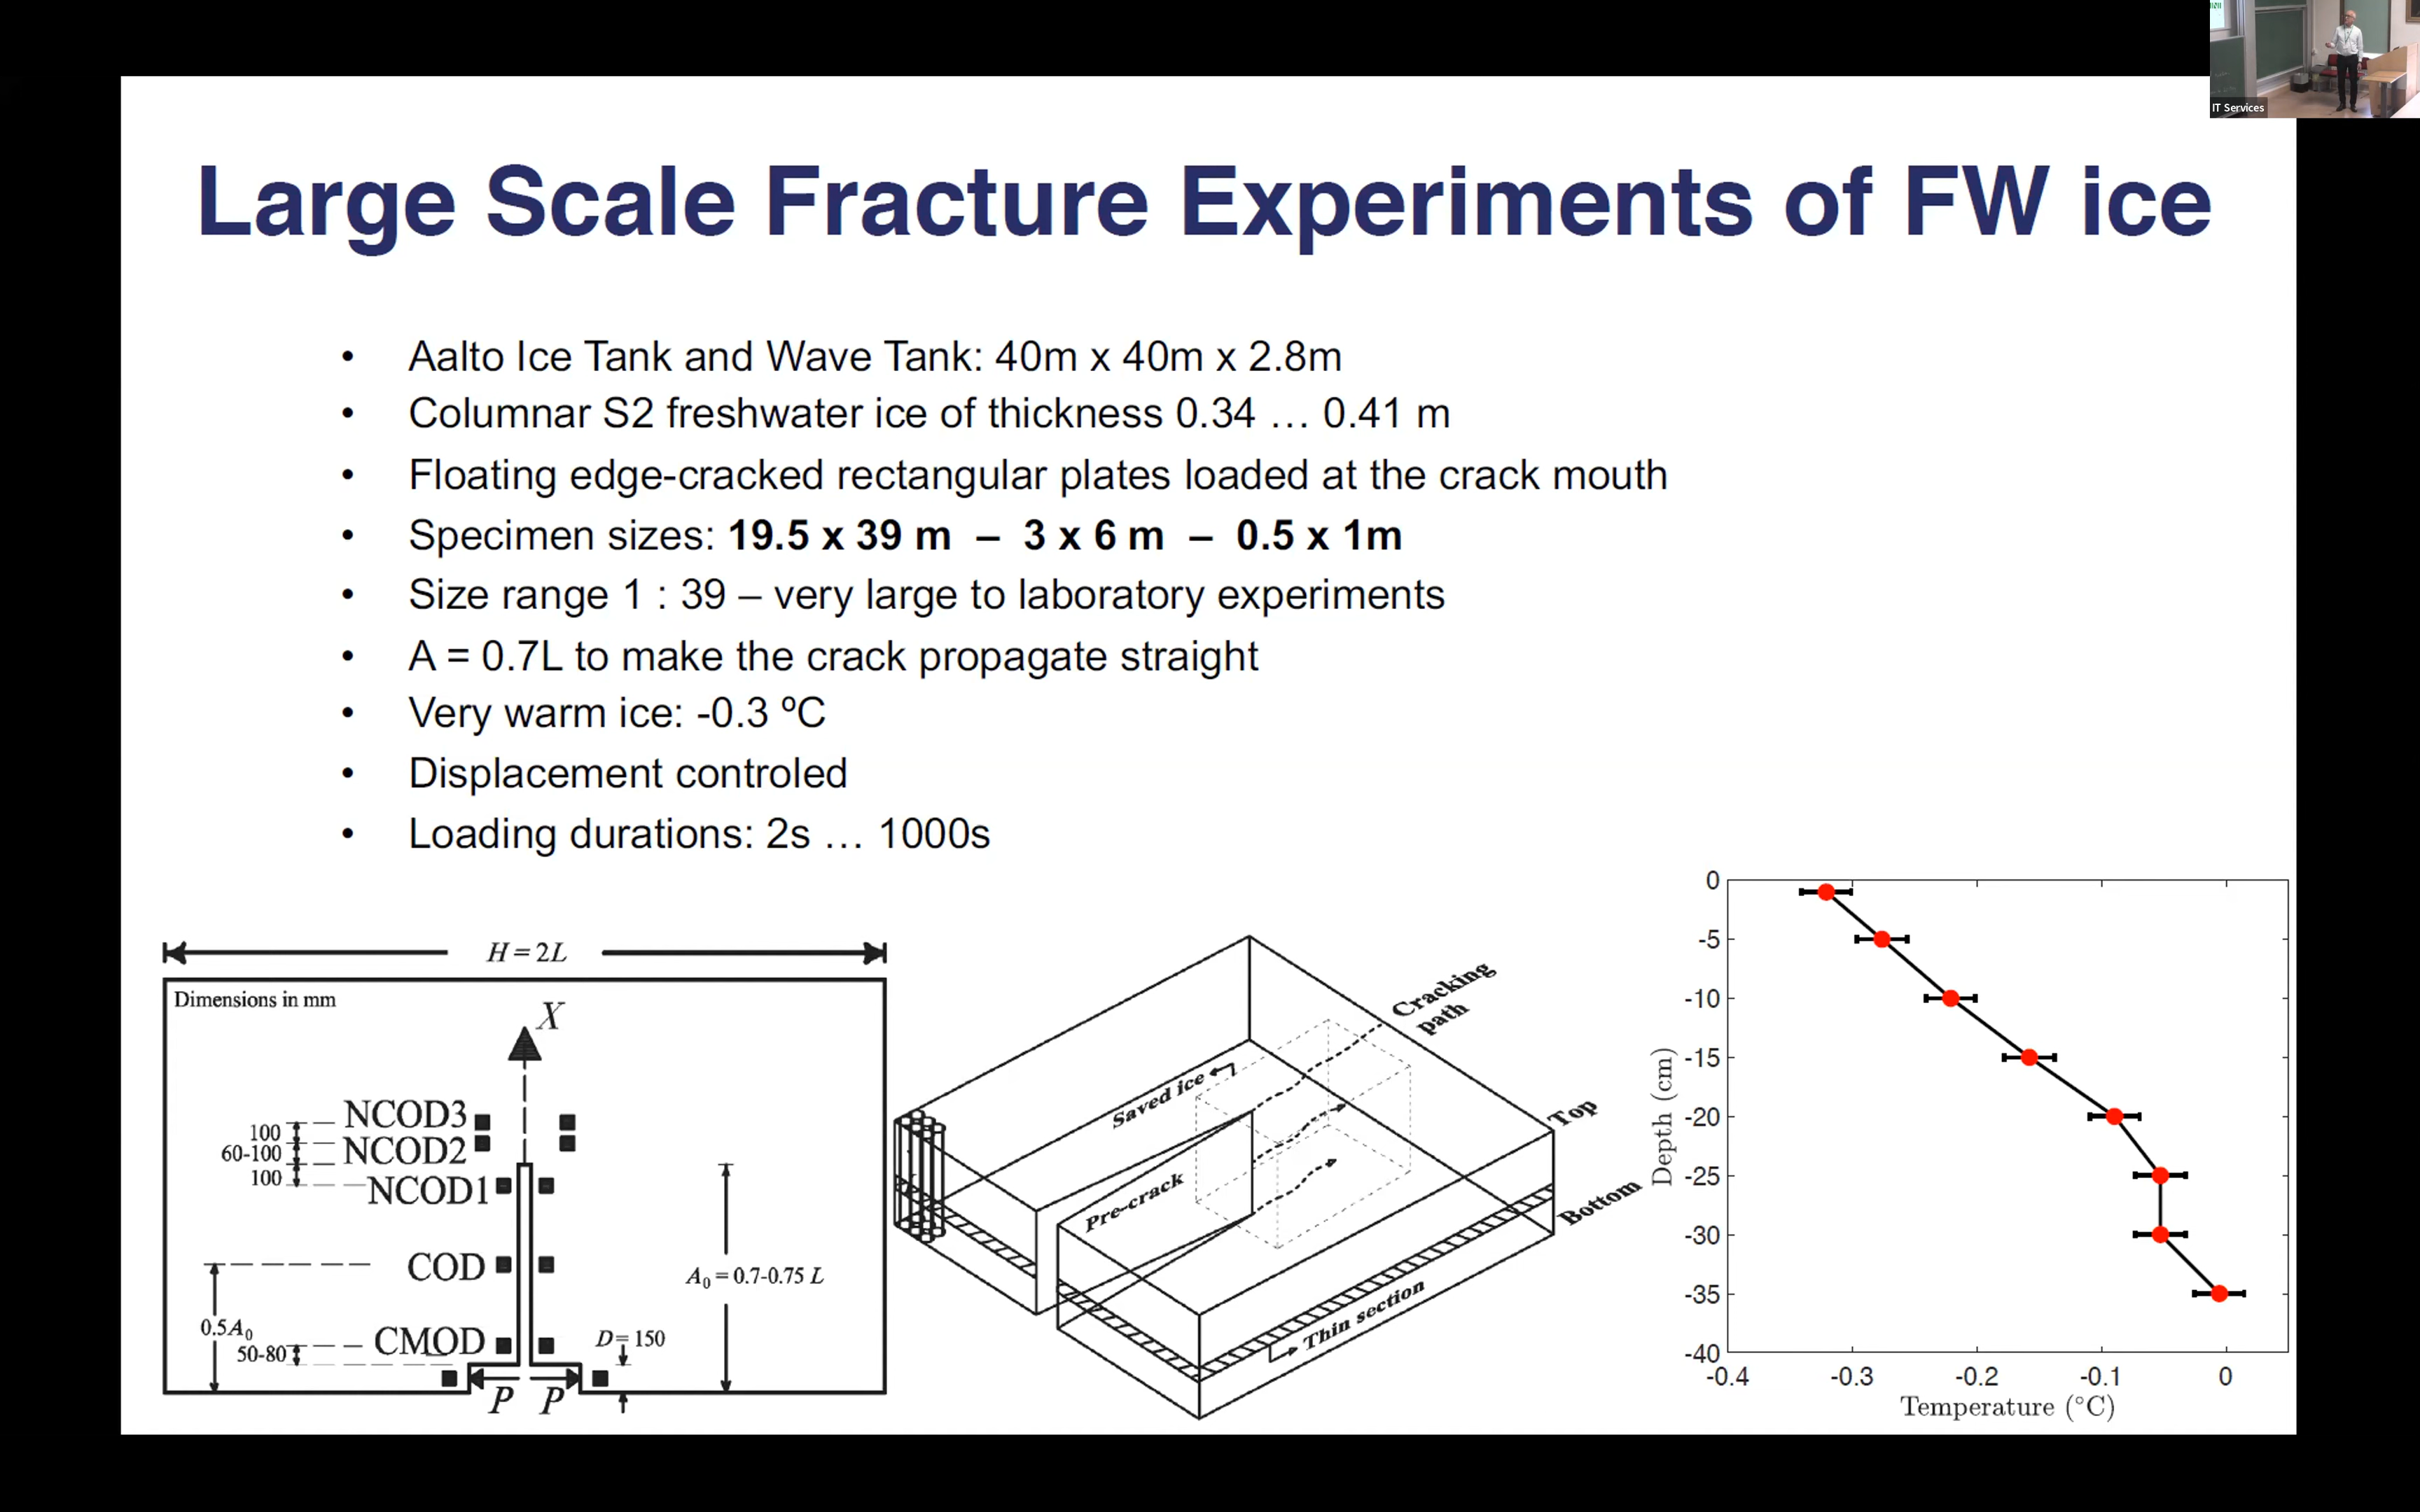 IT Services
Large Scale Fracture Experiments of FW ice
• Aalto Ice Tank and Wave Tank: 40m x 40m x 2.8m
• Columnar S2 freshwater ice of thickness 0.34 … 0.41 m
• Floating edge-cracked rectangular plates loaded at the crack mouth
• Specimen sizes: 19.5 x 39 m – 3 x 6 m – 0.5 x 1m
• Size range 1 : 39 – very large to laboratory experiments
• A = 0.7L to make the crack propagate straight
• Very warm ice: -0.3 ºC
• Displacement controled
• Loading durations: 2s … 1000s
H = 2L
Dimensions in mm
X
NCOD3
100
NCOD2
60-100
100
NCOD1
COD
A₀ = 0.7-0.75 L
0.5A₀
CMOD
50-80
D= 150
P P
Cracking
path
Saved ice
Top
Pre-crack
Bottom
Thin section
0
-5
-10
-15
-20
-25
-30
-35
-40
Depth (cm)
-0.4 -0.3 -0.2 -0.1 0
Temperature (°C)